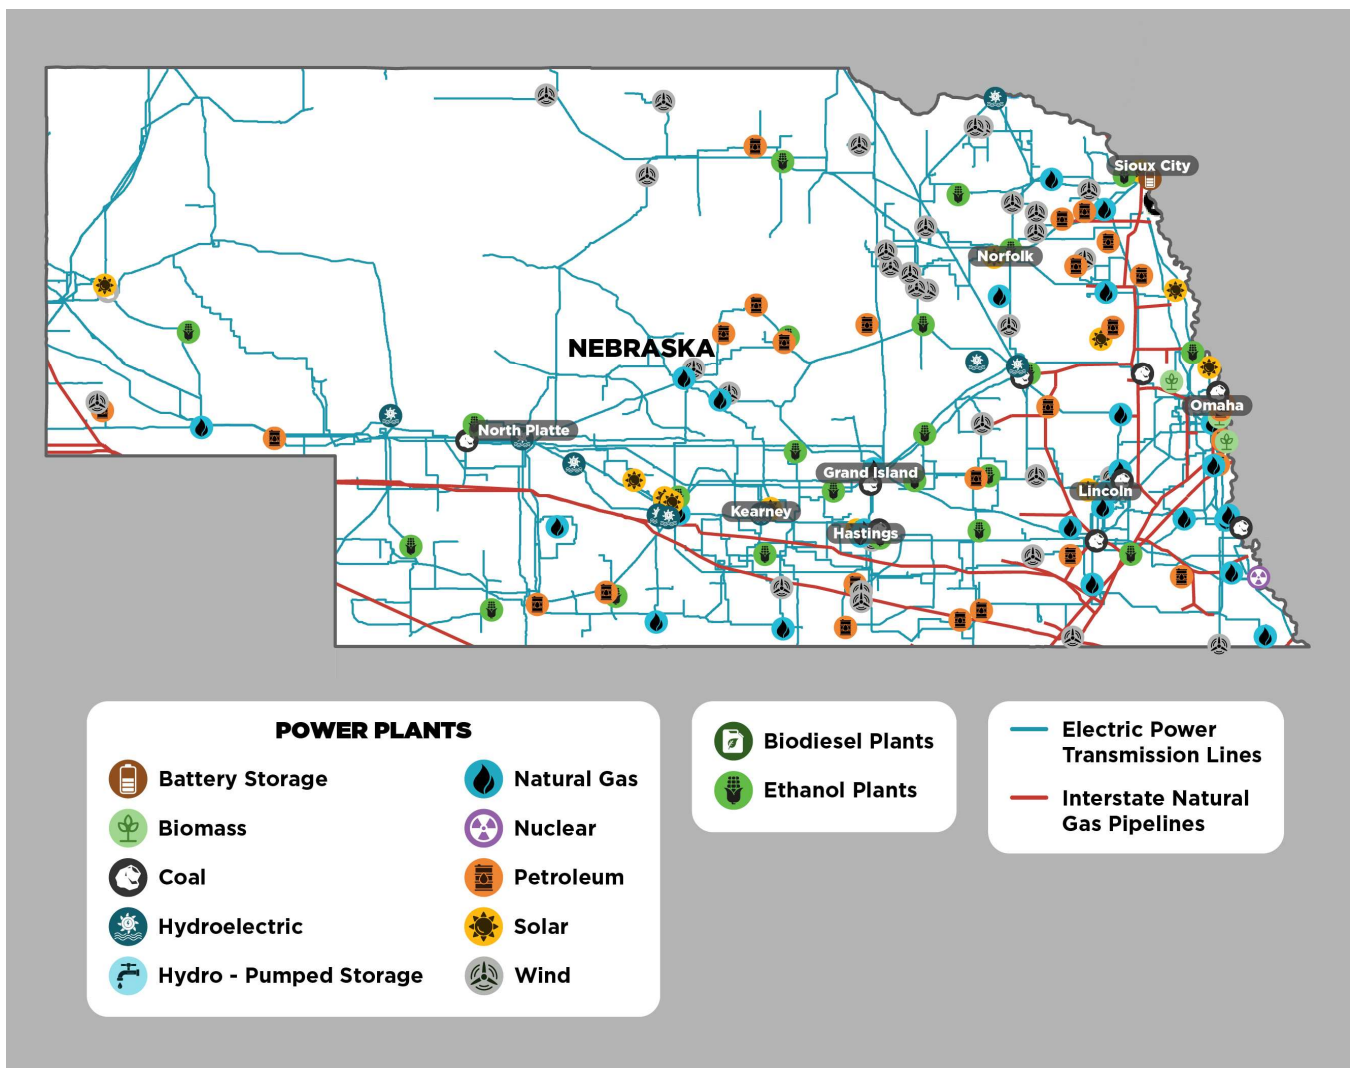 Sioux City
Norfolk
NEBRASKA
Omaha
North Platte
Grand Island
Lincoln
Kearney
Hastings
POWER PLANTS
Battery Storage
Biomass
Coal
Hydroelectric
Hydro - Pumped Storage
Natural Gas
Nuclear
Petroleum
Solar
Wind
Biodiesel Plants
Ethanol Plants
Electric Power
Transmission Lines
Interstate Natural
Gas Pipelines